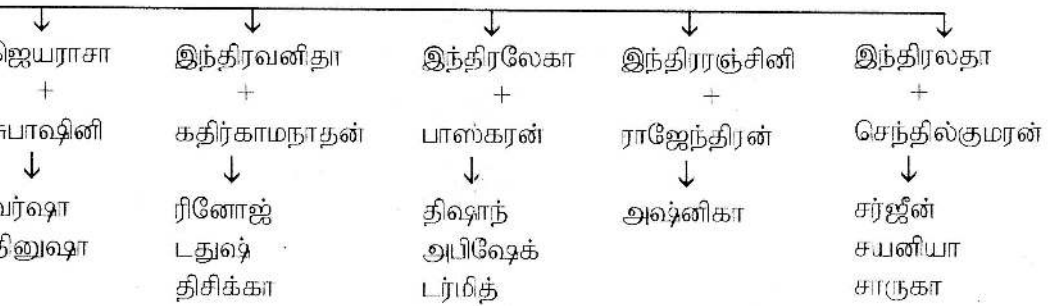 ஜெயராசா இந்திரவனிதா இந்திரலேகா இந்திரரஞ்சினி இந்திரலதா
+ + + + +
சுபாஷினி கதிர்காமநாதன் பாஸ்கரன் ராஜேந்திரன் செந்தில்குமரன்
வர்ஷா ரினோஜ் திஷாந் அஷ்னிகா சர்ஜீன்
தினுஷா டதுஷ் அபிஷேக் சயனியா
திசிக்கா டர்மித் சாருகா